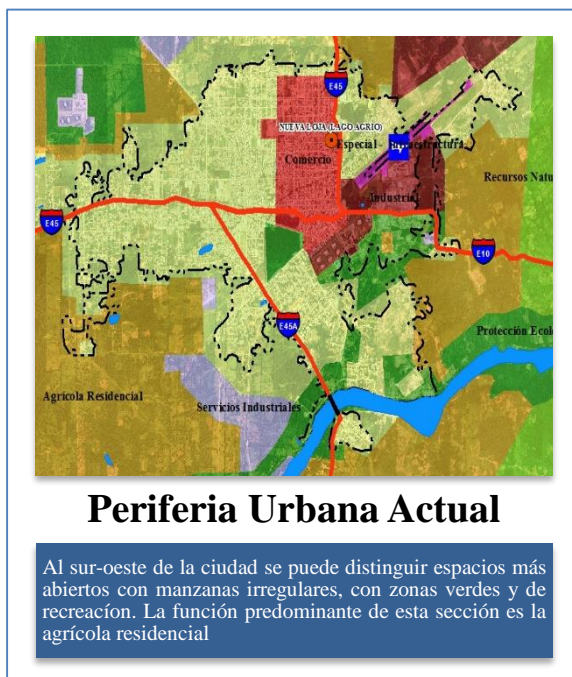 E45
NUEVA LOJA (LAGO AGRIO)
Comercio
Especial
Infraestructura
Industrial
Recursos Natu
E45
E10
E45A
Protección Ecol
Agrícola Residencial
Servicios Industriales
Periferia Urbana Actual
Al sur-oeste de la ciudad se puede distinguir espacios más
abiertos con manzanas irregulares, con zonas verdes y de
recreacíon. La función predominante de esta sección es la
agrícola residencial